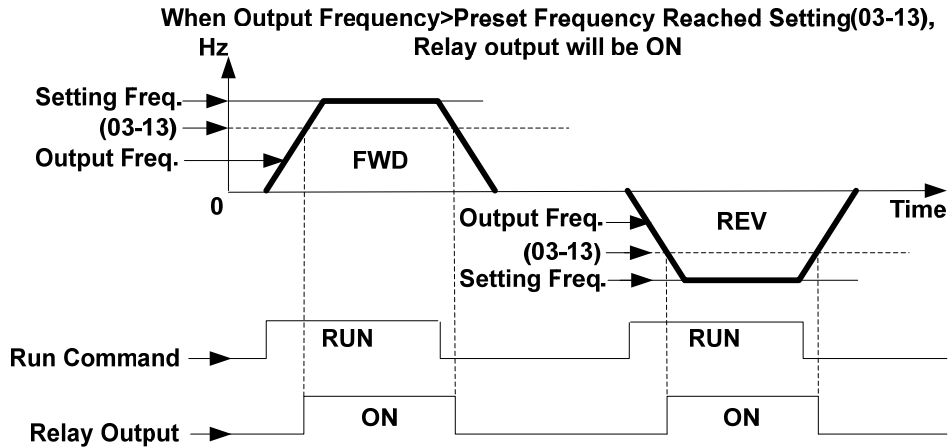 When Output Frequency>Preset Frequency Reached Setting(03-13),
Relay output will be ON
Hz
Setting Freq.
(03-13)
Output Freq.
FWD
0
Time
Output Freq.
REV
(03-13)
Setting Freq.
RUN
RUN
Run Command
ON
ON
Relay Output